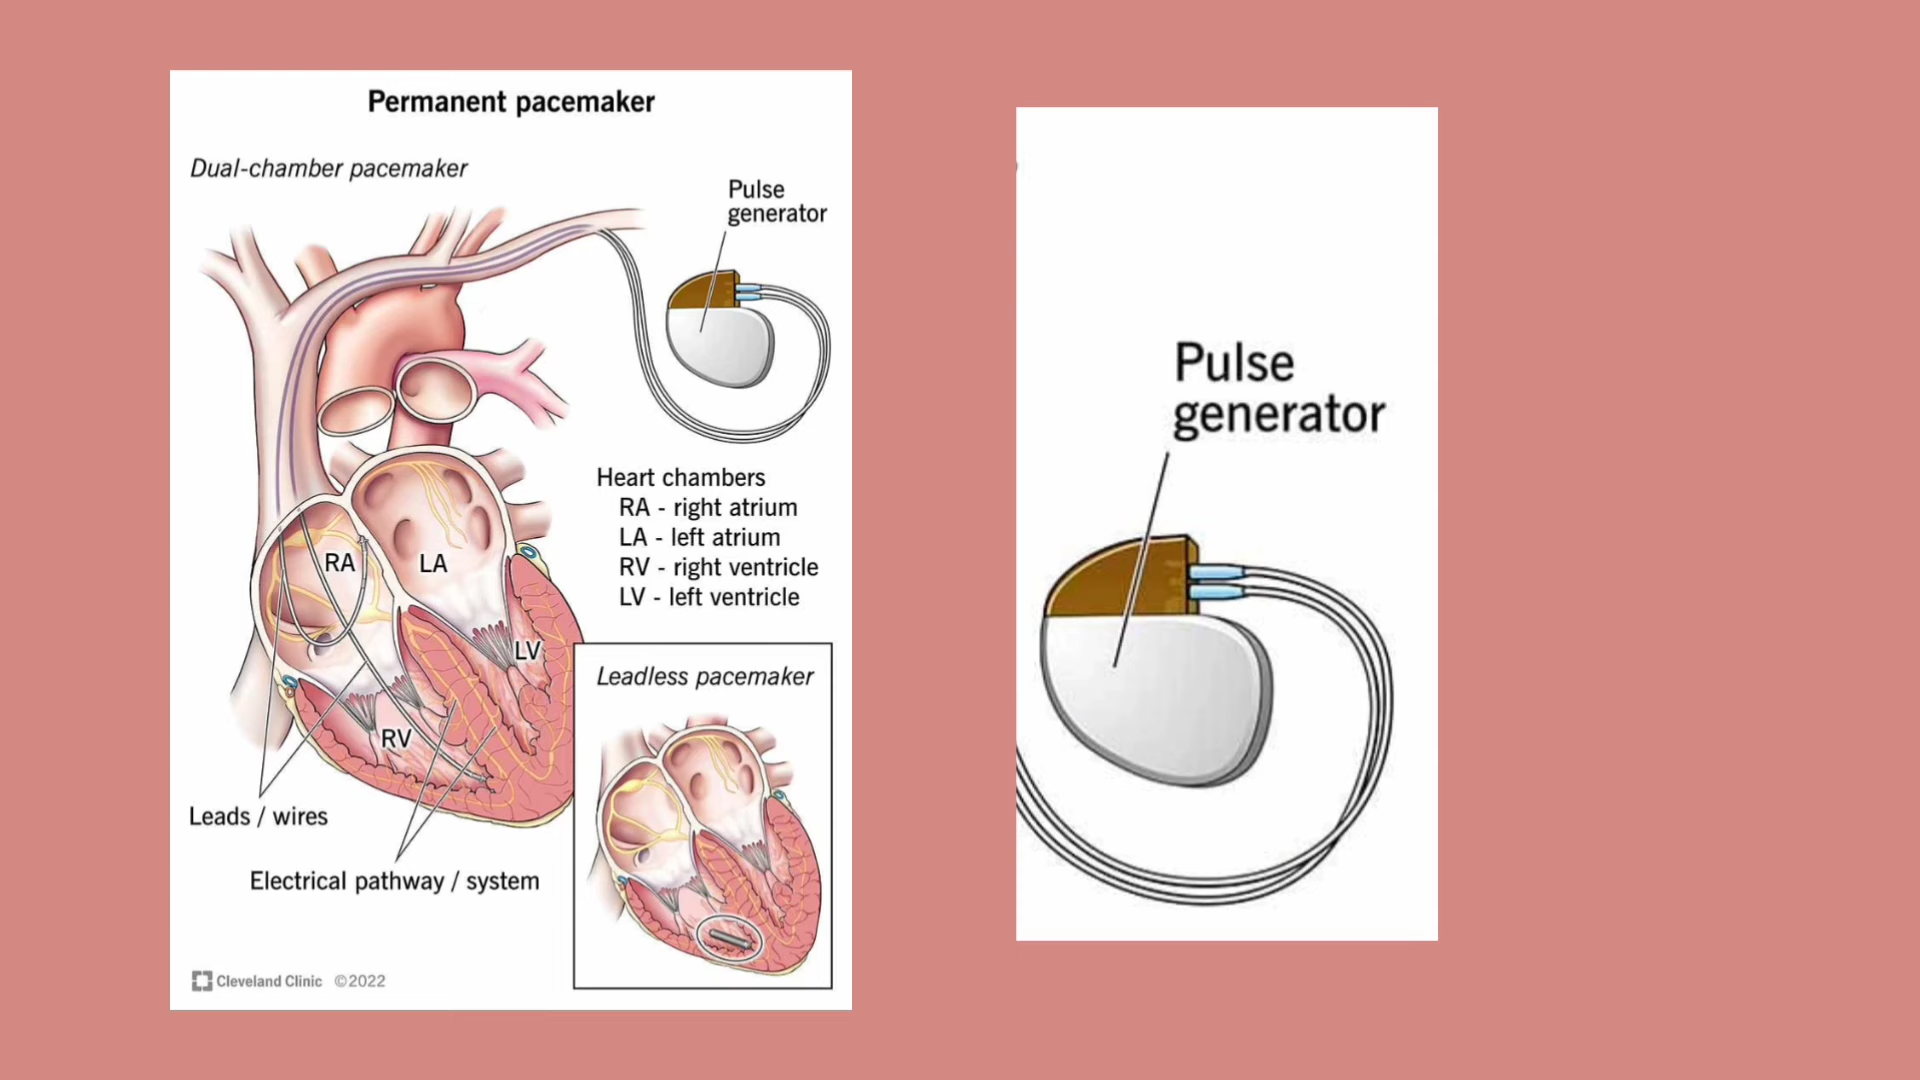 Permanent pacemaker
Dual-chamber pacemaker
Pulse
generator
Heart chambers
RA - right atrium
LA - left atrium
RV - right ventricle
LV - left ventricle
RA
LA
LV
RV
Leads / wires
Electrical pathway / system
Leadless pacemaker
Cleveland Clinic ©2022
Pulse
generator